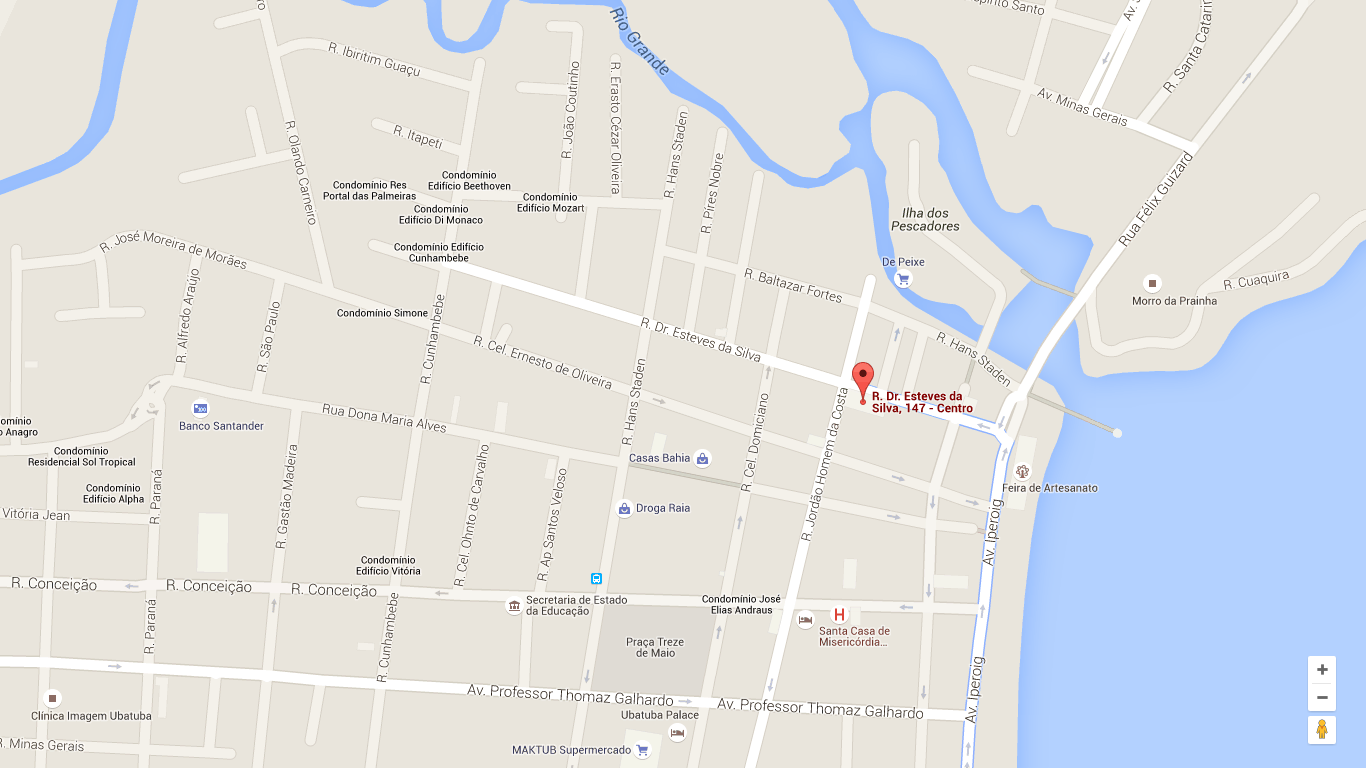 Rio Grande
Espírito Santo
R. Santa Catarin
R. Ibiritim Guaçu
R. João Coutinho
R. Erasto Cézar Oliveira
R. Hans Staden
Av. Minas Gerais
R. Itapeti
R. Olando Carneiro
R. Pires Nobre
Rua Félix Guizard
Condomínio
Edifício Beethoven
Condomínio Res
Portal das Palmeiras
Condomínio
Edifício Mozart
Condomínio
Edifício Di Monaco
Ilha dos
Pescadores
R. José Moreira de Morães
Condomínio Edifício
Cunhambebe
De Peixe
R. Baltazar Fortes
R. Cuaquira
Morro da Prainha
R. Alfredo Araújo
R. São Paulo
Condomínio Simone
R. Cunhambebe
R. Dr. Esteves da Silva
R. Cel. Ernesto de Oliveira
R. Hans Staden
R. Hans Staden
R. Dr. Esteves da
Silva, 147 - Centro
Banco Santander
Rua Dona Maria Alves
R. Cel. Domiciano
R. Jordão Homem da Costa
omínio
o Anagro
Condomínio
Residencial Sol Tropical
Casas Bahia
Feira de Artesanato
Condomínio
Edifício Alpha
R. Paraná
R. Gastão Madeira
R. Cel. Ohnto de Carvalho
R. Ap Santos Veloso
Droga Raia
Vitória Jean
Av. Iperoig
Condomínio
Edifício Vitória
R. Conceição
R. Conceição
R. Conceição
Secretaria de Estado
da Educação
Condomínio José
Elias Andraus
H
Santa Casa de
Misericórdia...
R. Paraná
R. Cunhambebe
Praça Treze
de Maio
Av. Iperoig
+
−
Av. Professor Thomaz Galhardo
Av. Professor Thomaz Galhardo
Clínica Imagem Ubatuba
Ubatuba Palace
R. Minas Gerais
MAKTUB Supermercado